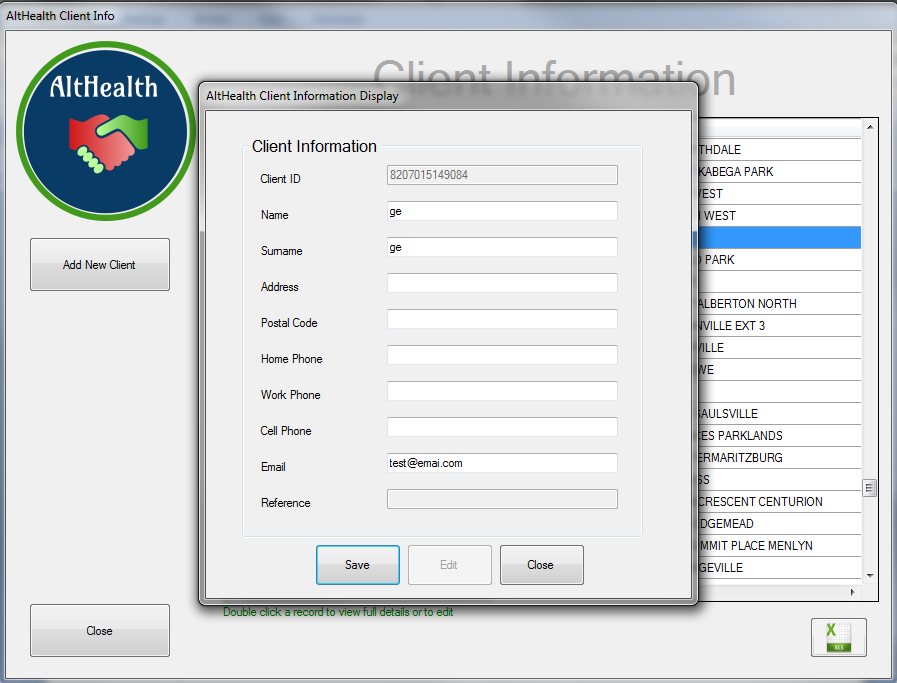 AltHealth Client Info
AltHealth
Client Information
AltHealth Client Information Display
Client Information
Client ID 8207015149084
Name ge
Surname ge
Address
Postal Code
Home Phone
Work Phone
Cell Phone
Email test@emai.com
Reference
Save Edit Close
Add New Client
THDALE
KABEGA PARK
VEST
WEST
PARK
ALBERTON NORTH
NVILLE EXT 3
VILLE
WE
SAULSVILLE
CES PARKLANDS
ERMARITZBURG
SS
CRESCENT CENTURION
DGEMEAD
MMIT PLACE MENLYN
GEVILLE
Double click a record to view full details or to edit
Close
XLS